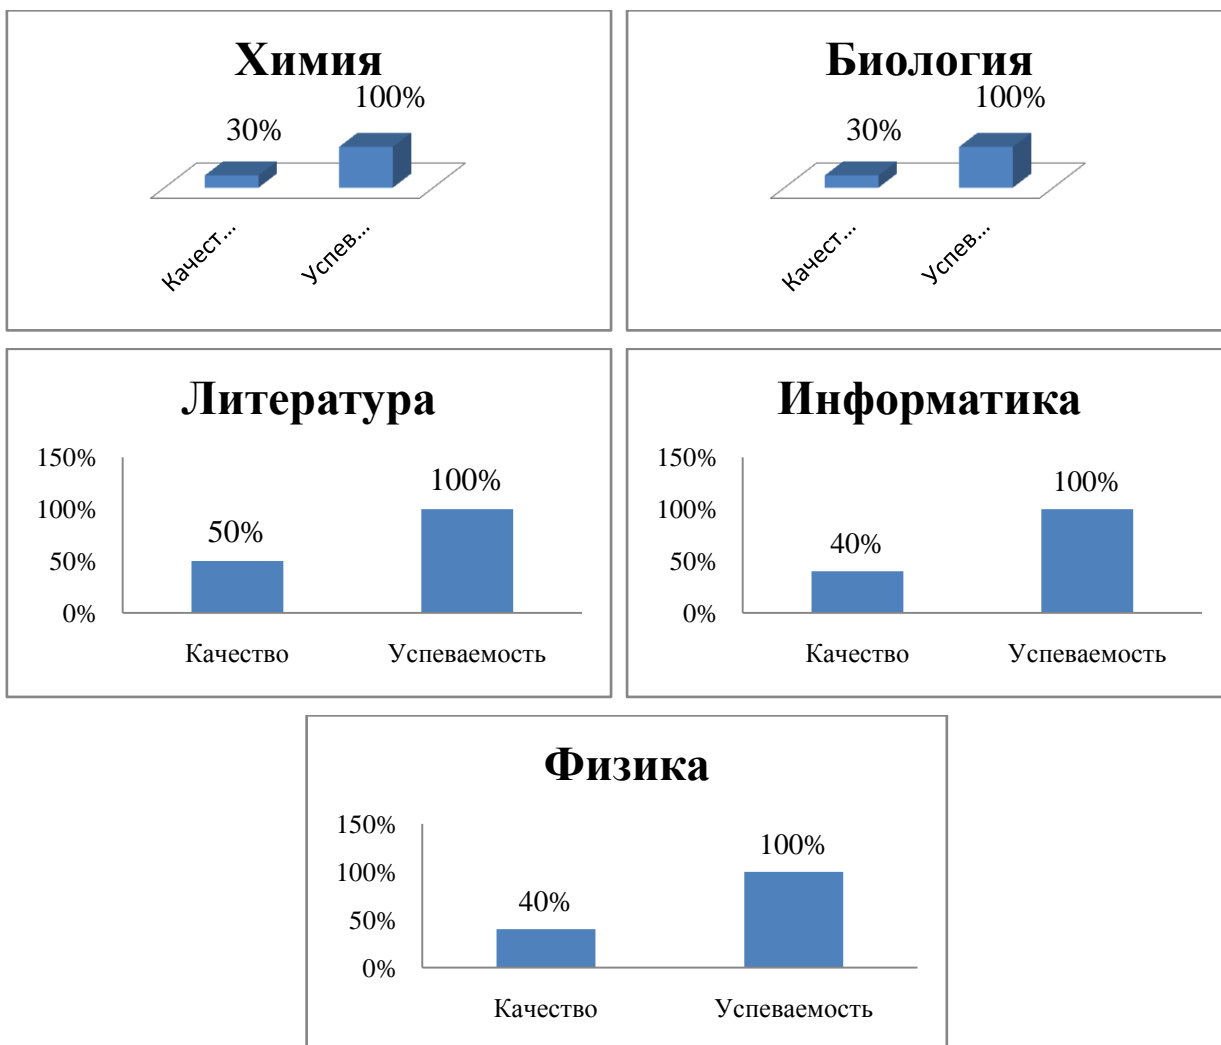 Химия
100%
30%
Качест...
Успев...
Биология
100%
30%
Качест...
Успев...
Литература
150%
100%
50%
0%
50%
100%
Качество
Успеваемость
Информатика
150%
100%
50%
0%
40%
100%
Качество
Успеваемость
Физика
150%
100%
50%
0%
40%
100%
Качество
Успеваемость